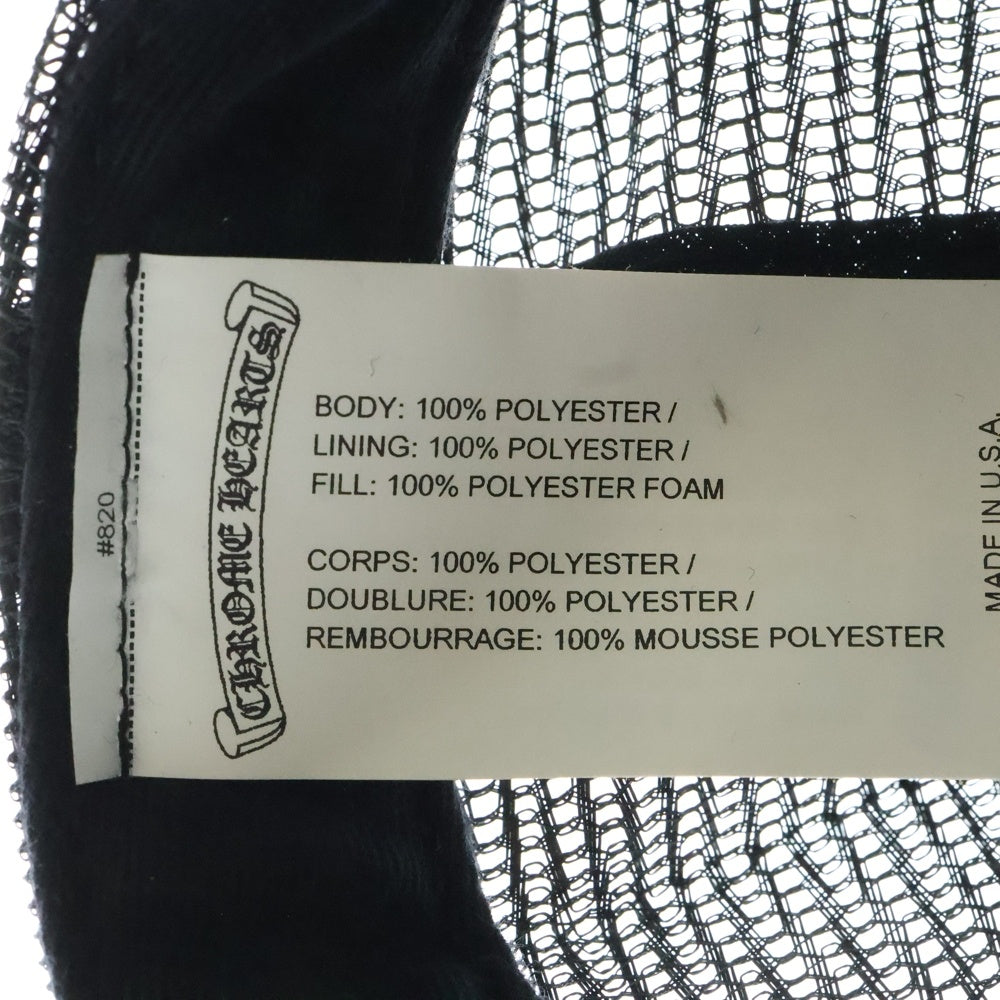 #820
CHROME HEARTS
BODY: 100% POLYESTER /
LINING: 100% POLYESTER /
FILL: 100% POLYESTER FOAM
CORPS: 100% POLYESTER /
DOUBLURE: 100% POLYESTER /
REMBOURRAGE: 100% MOUSSE POLYESTER
MADE IN U.S.A.